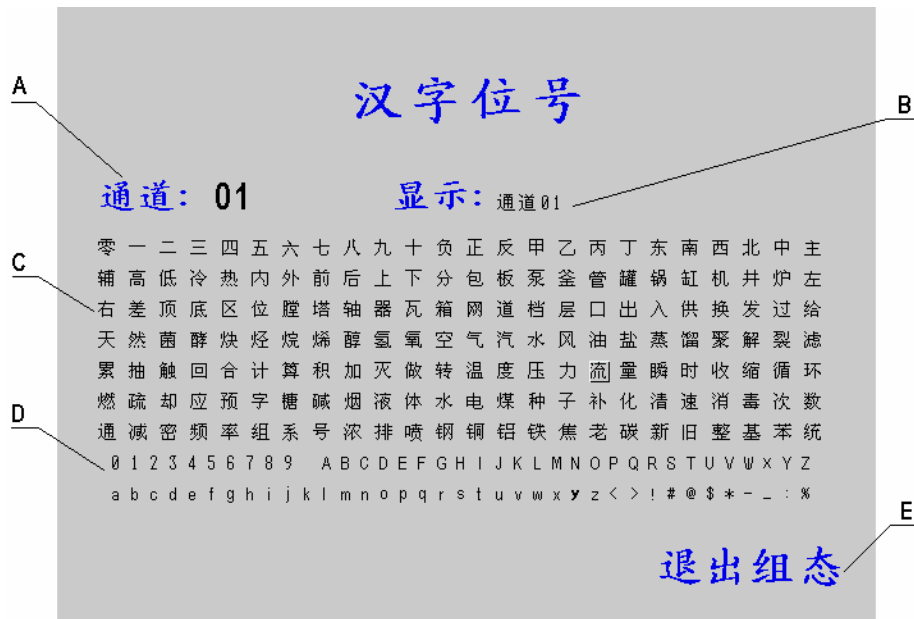 汉字位号
A
B
通道: 01 显示: 通道01
零一二三四五六七八九十负正反甲乙丙丁东南西北中主
C
辅高低冷热内外前后上下分包板泵釜管罐锅缸机井炉左
右差顶底区位膛塔轴器瓦箱网道档层口出入供换发过给
天然菌酵炔烃烷烯醇氢氧空气汽水风油盐蒸馏聚解裂滤
累抽触回合计算积加灭做转温度压力流量瞬时收缩循环
燃疏却应预字糖碱烟液体水电煤种子补化清速消毒次数
D
通减密频率组系号浓排喷钢铜铝铁焦老碳新旧整基苯统
0123456789 ABCDEFGHIJKLMNOPQRSTUVWXYZ
abcdefghijklmnopqrstuvwxyz<>!#@$*-_:%
E
退出组态